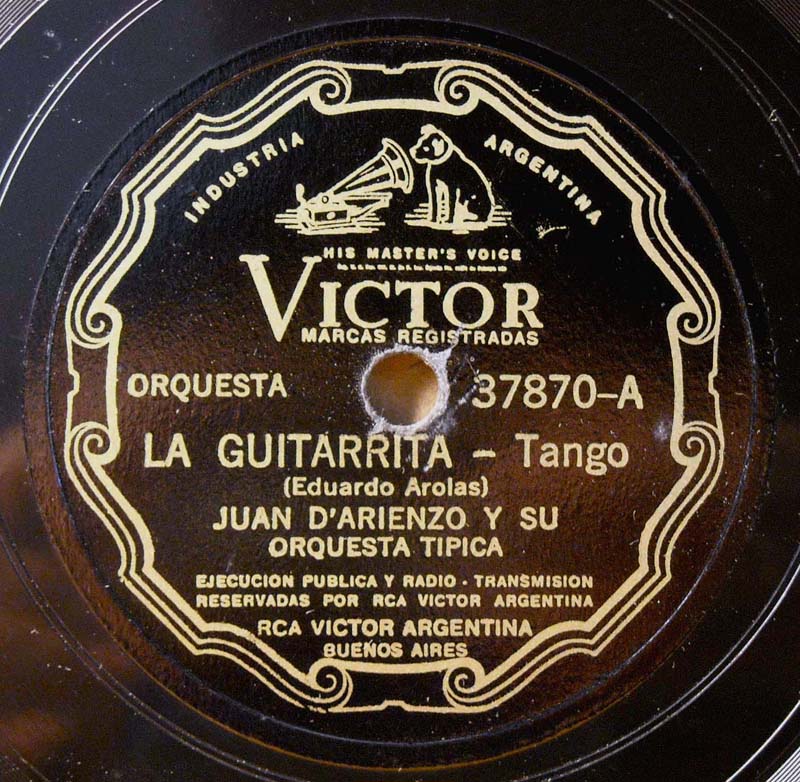 INDUSTRIA ARGENTINA
HIS MASTER'S VOICE
VICTOR
MARCAS REGISTRADAS
ORQUESTA 37870-A
LA GUITARRITA - Tango
(Eduardo Arolas)
JUAN D'ARIENZO Y SU
ORQUESTA TIPICA
EJECUCION PUBLICA Y RADIO - TRANSMISION
RESERVADAS POR RCA VICTOR ARGENTINA
RCA VICTOR ARGENTINA
BUEÑOS AIRES